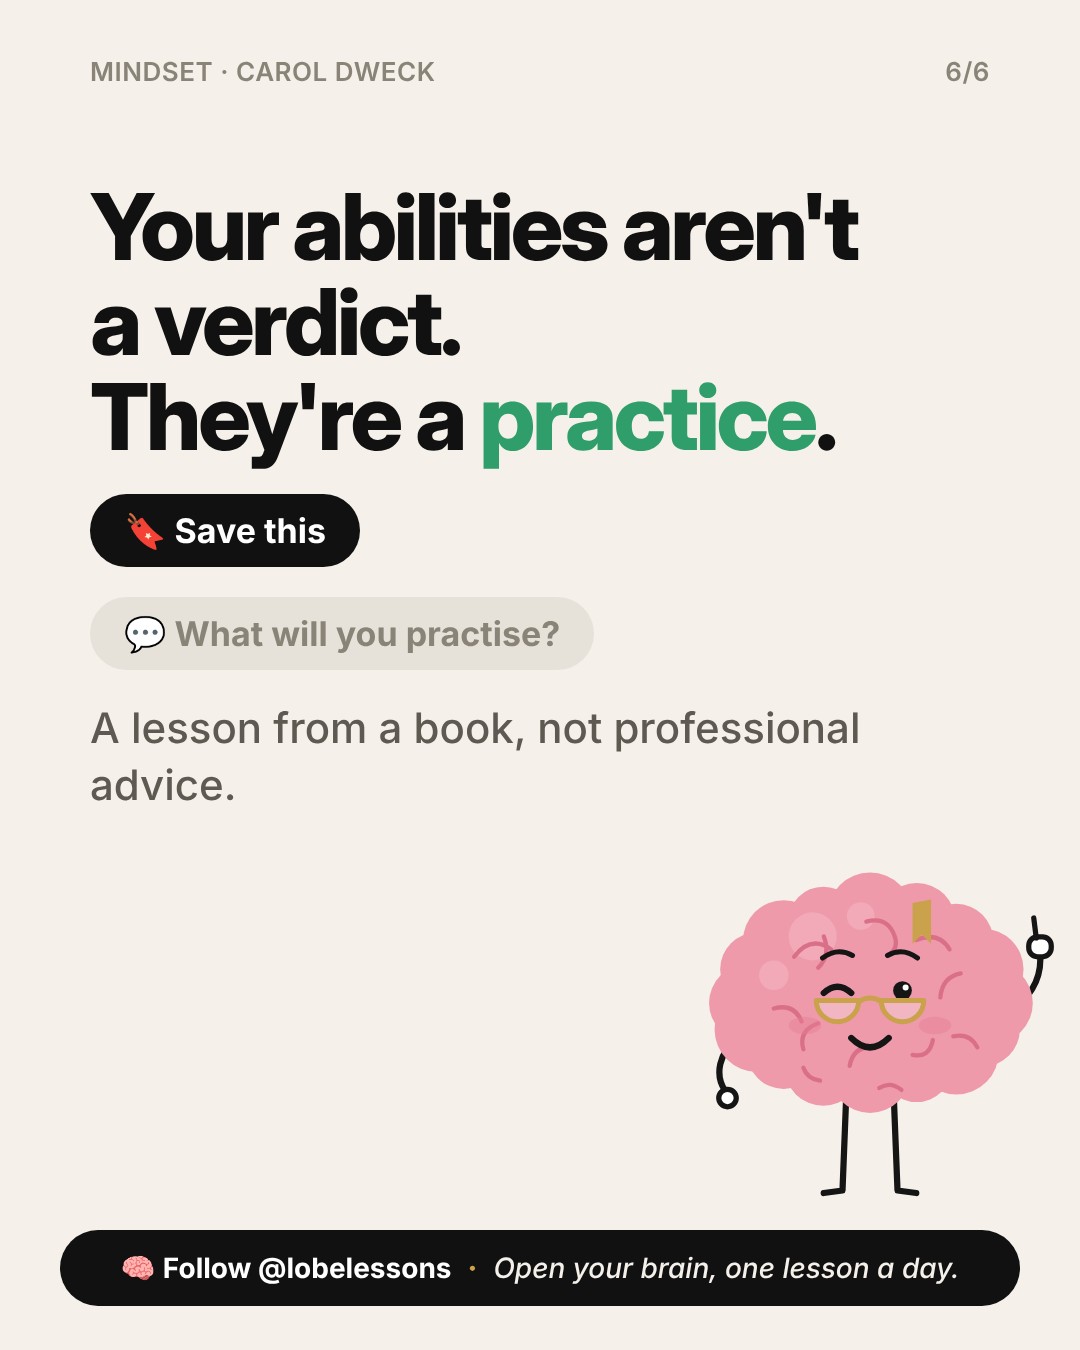 MINDSET · CAROL DWECK
6/6
Your abilities aren't
a verdict.
They're a practice.
🔖 Save this
💬 What will you practise?
A lesson from a book, not professional
advice.
🧠 Follow @lobelessons · Open your brain, one lesson a day.